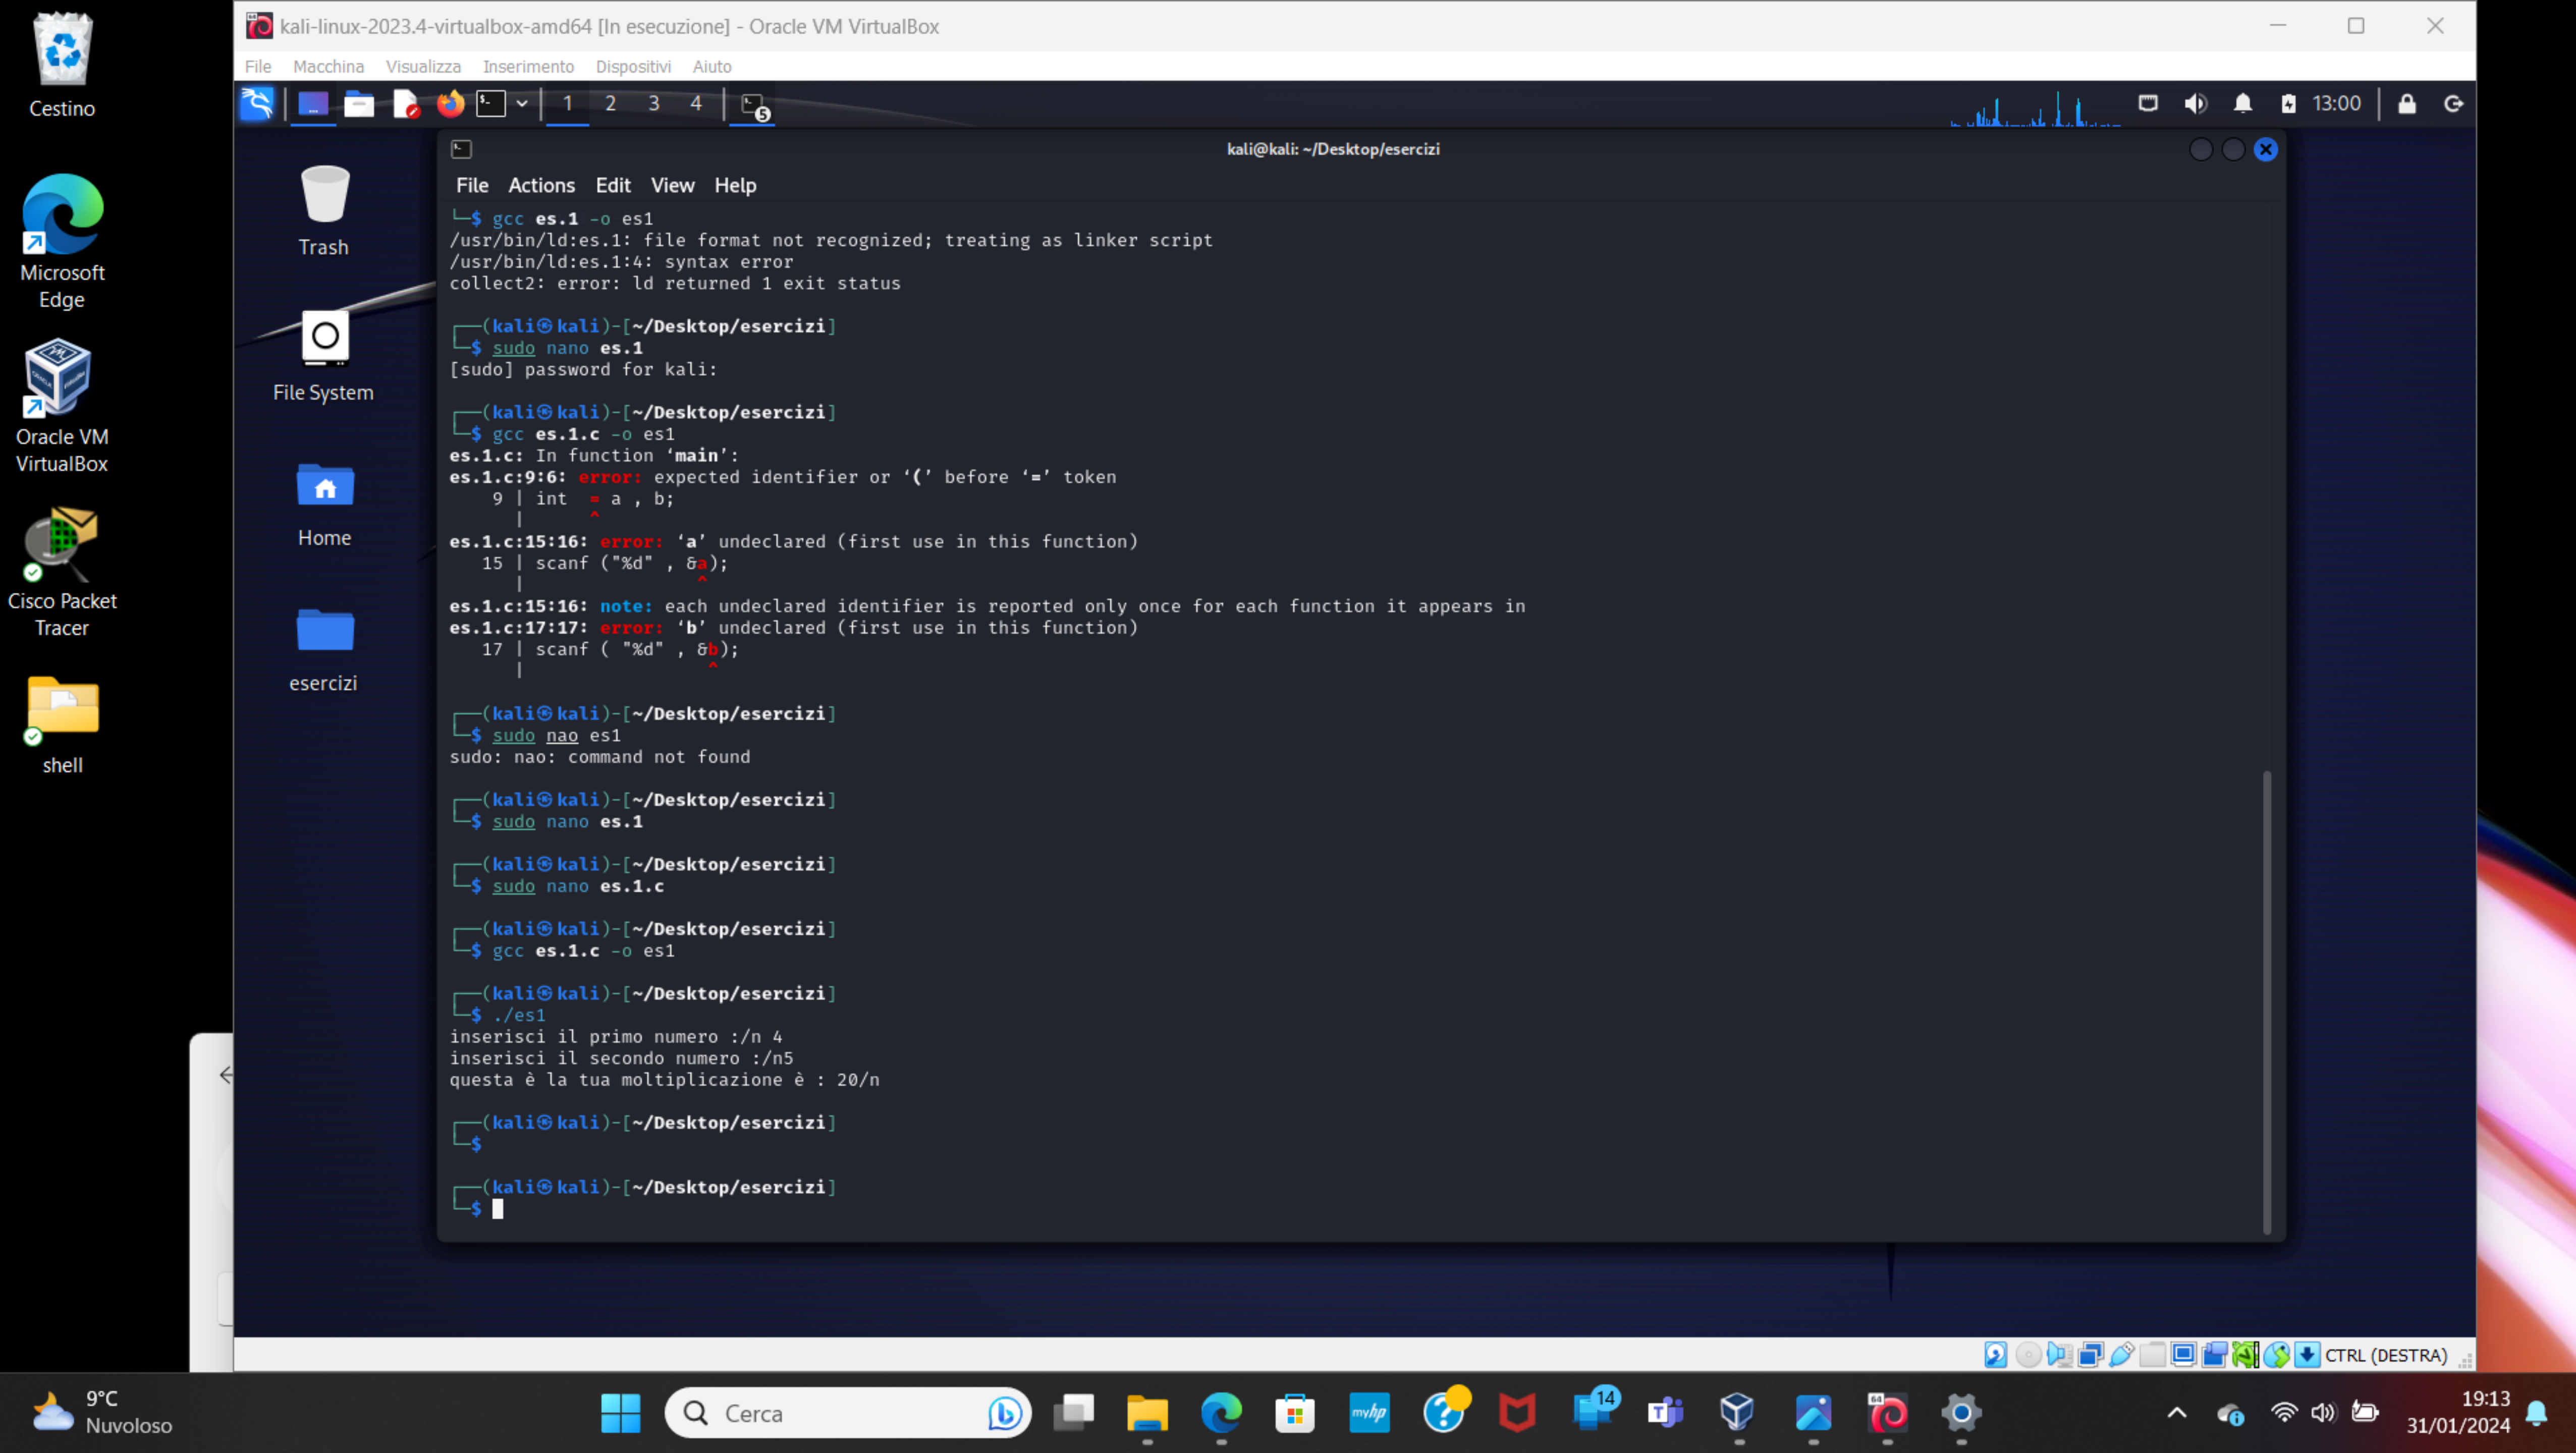 Cestino
Microsoft
Edge
Oracle VM
VirtualBox
Cisco Packet
Tracer
shell
kali-linux-2023.4-virtualbox-amd64 [In esecuzione] - Oracle VM VirtualBox
File Macchina Visualizza Inserimento Dispositivi Aiuto
1 2 3 4 5 13:00
Trash
File System
Home
esercizi
kali@kali: ~/Desktop/esercizi
File Actions Edit View Help
└─$ gcc es.1 -o es1
/usr/bin/ld:es.1: file format not recognized; treating as linker script
/usr/bin/ld:es.1:4: syntax error
collect2: error: ld returned 1 exit status
┌──(kali㉿kali)-[~/Desktop/esercizi]
└─$ sudo nano es.1
[sudo] password for kali:
┌──(kali㉿kali)-[~/Desktop/esercizi]
└─$ gcc es.1.c -o es1
es.1.c: In function ‘main’:
es.1.c:9:6: error: expected identifier or ‘(’ before ‘=’ token
9 | int  = a , b;
| ^
es.1.c:15:16: error: ‘a’ undeclared (first use in this function)
15 | scanf ("%d" , &a);
| ^
es.1.c:15:16: note: each undeclared identifier is reported only once for each function it appears in
es.1.c:17:17: error: ‘b’ undeclared (first use in this function)
17 | scanf ( "%d" , &b);
| ^
┌──(kali㉿kali)-[~/Desktop/esercizi]
└─$ sudo nao es1
sudo: nao: command not found
┌──(kali㉿kali)-[~/Desktop/esercizi]
└─$ sudo nano es.1
┌──(kali㉿kali)-[~/Desktop/esercizi]
└─$ sudo nano es.1.c
┌──(kali㉿kali)-[~/Desktop/esercizi]
└─$ gcc es.1.c -o es1
┌──(kali㉿kali)-[~/Desktop/esercizi]
└─$ ./es1
inserisci il primo numero :/n 4
inserisci il secondo numero :/n5
questa è la tua moltiplicazione è : 20/n
┌──(kali㉿kali)-[~/Desktop/esercizi]
└─$
┌──(kali㉿kali)-[~/Desktop/esercizi]
└─$
CTRL (DESTRA)
9°C
Nuvoloso
Cerca
myhp
14
64
19:13
31/01/2024